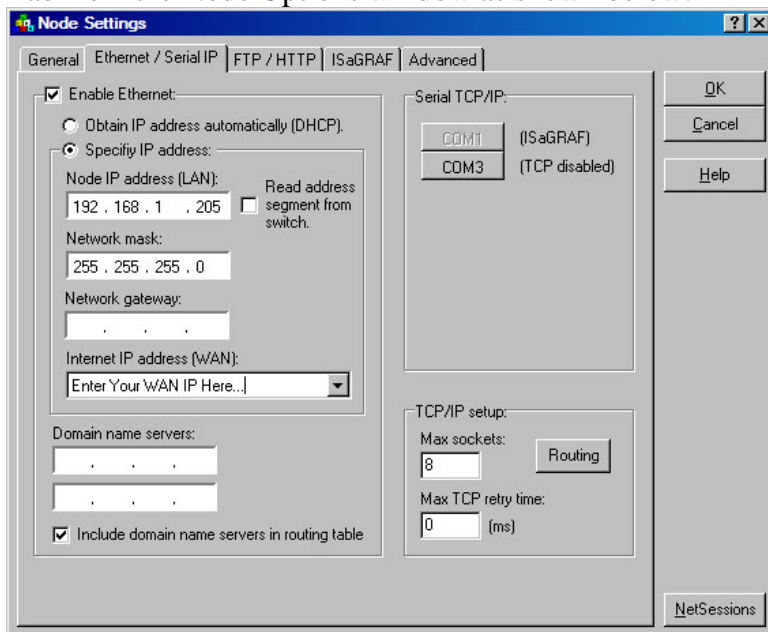 Node Settings
General
Ethernet / Serial IP
FTP / HTTP
ISaGRAF
Advanced
Enable Ethernet:
Obtain IP address automatically (DHCP).
Specifiy IP address:
Node IP address (LAN):
192 . 168 . 1 . 205
Read address
segment from
switch.
Network mask:
255 . 255 . 255 . 0
Network gateway:
. . .
Internet IP address (WAN):
Enter Your WAN IP Here...
Domain name servers:
. . .
. . .
Include domain name servers in routing table
Serial TCP/IP:
COM1 (ISaGRAF)
COM3 (TCP disabled)
TCP/IP setup:
Max sockets:
8
Routing
Max TCP retry time:
0 (ms)
OK
Cancel
Help
NetSessions